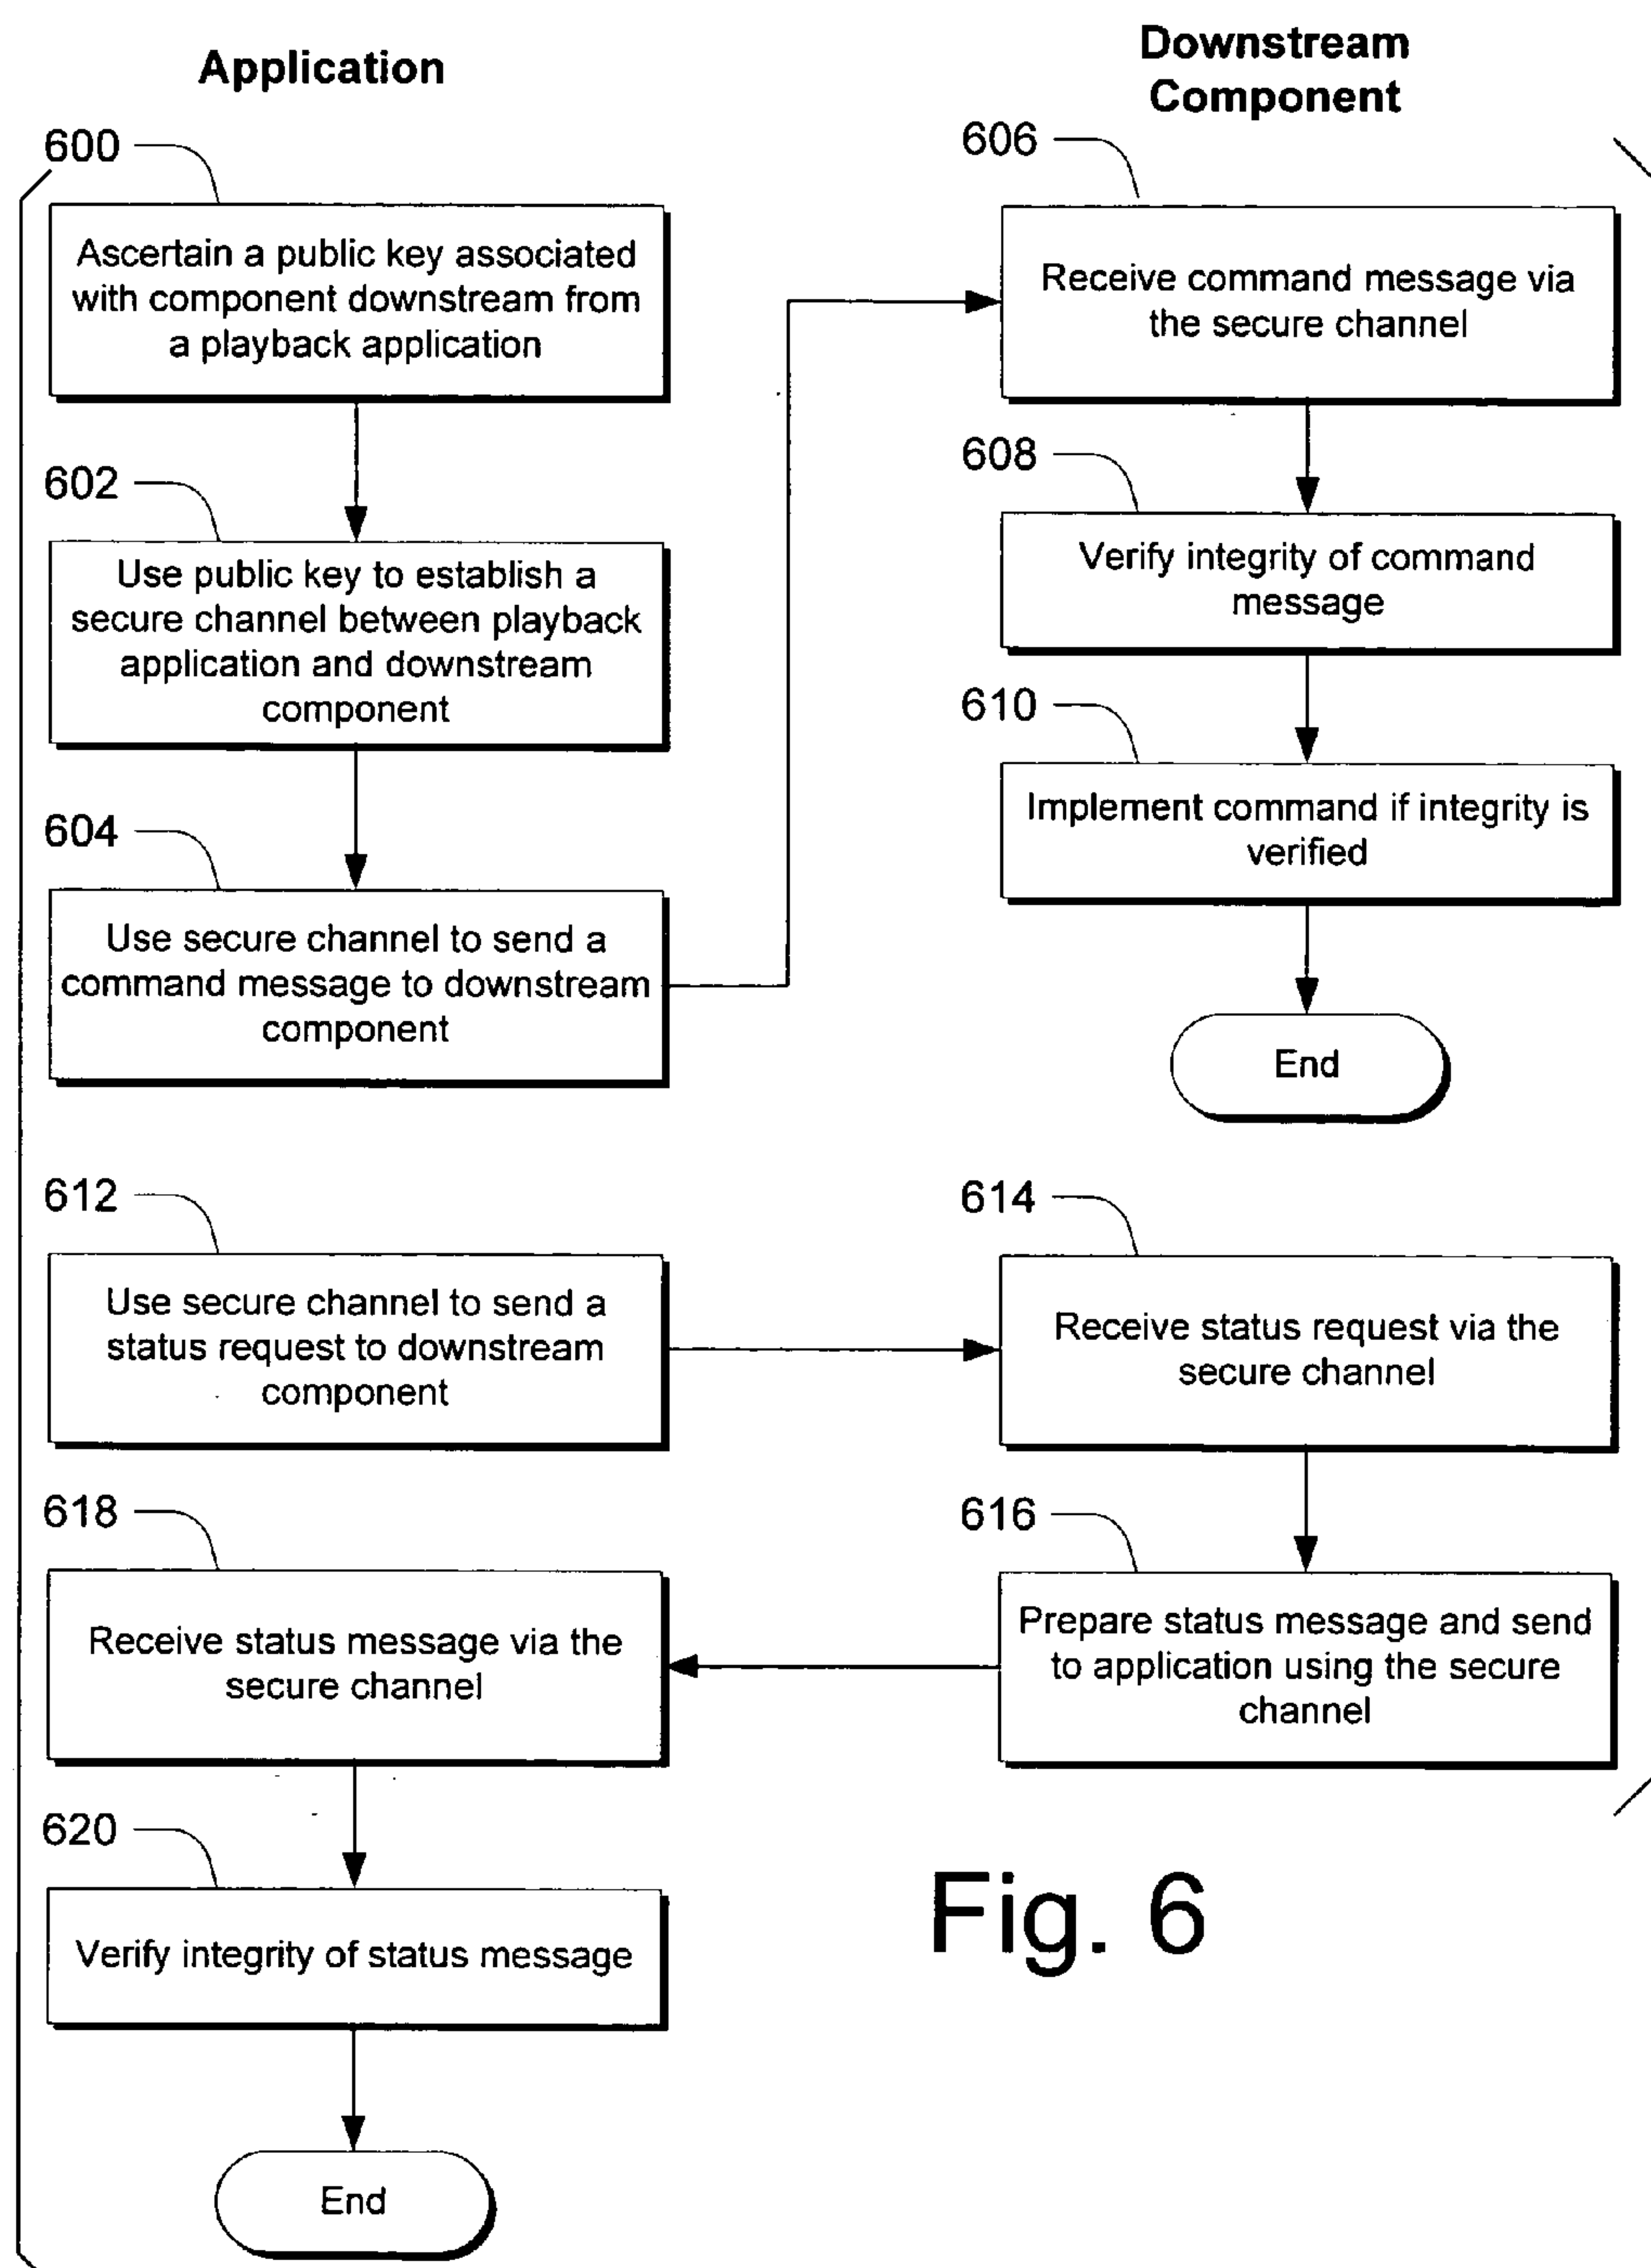 Application
Downstream
Component
600
Ascertain a public key associated
with component downstream from
a playback application
602
Use public key to establish a
secure channel between playback
application and downstream
component
604
Use secure channel to send a
command message to downstream
component
606
Receive command message via
the secure channel
608
Verify integrity of command
message
610
Implement command if integrity is
verified
End
612
Use secure channel to send a
status request to downstream
component
614
Receive status request via the
secure channel
616
Prepare status message and send
to application using the secure
channel
618
Receive status message via the
secure channel
620
Verify integrity of status message
End
Fig. 6